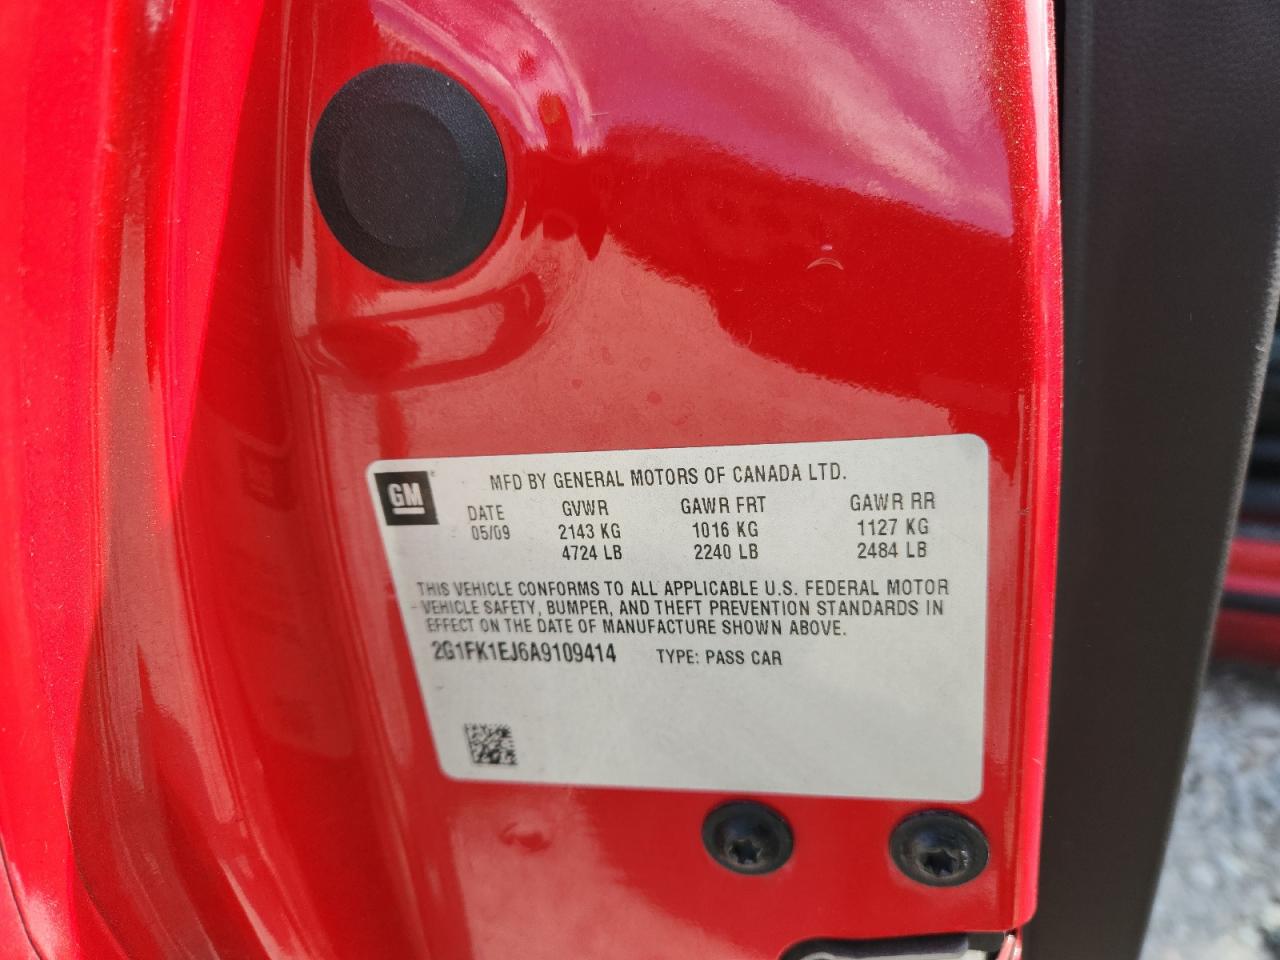 GM
MFD BY GENERAL MOTORS OF CANADA LTD.
DATE GVWR GAWR FRT GAWR RR
05/09 2143 KG 1016 KG 1127 KG
4724 LB 2240 LB 2484 LB
THIS VEHICLE CONFORMS TO ALL APPLICABLE U.S. FEDERAL MOTOR
VEHICLE SAFETY, BUMPER, AND THEFT PREVENTION STANDARDS IN
EFFECT ON THE DATE OF MANUFACTURE SHOWN ABOVE.
2G1FK1EJ6A9109414 TYPE: PASS CAR